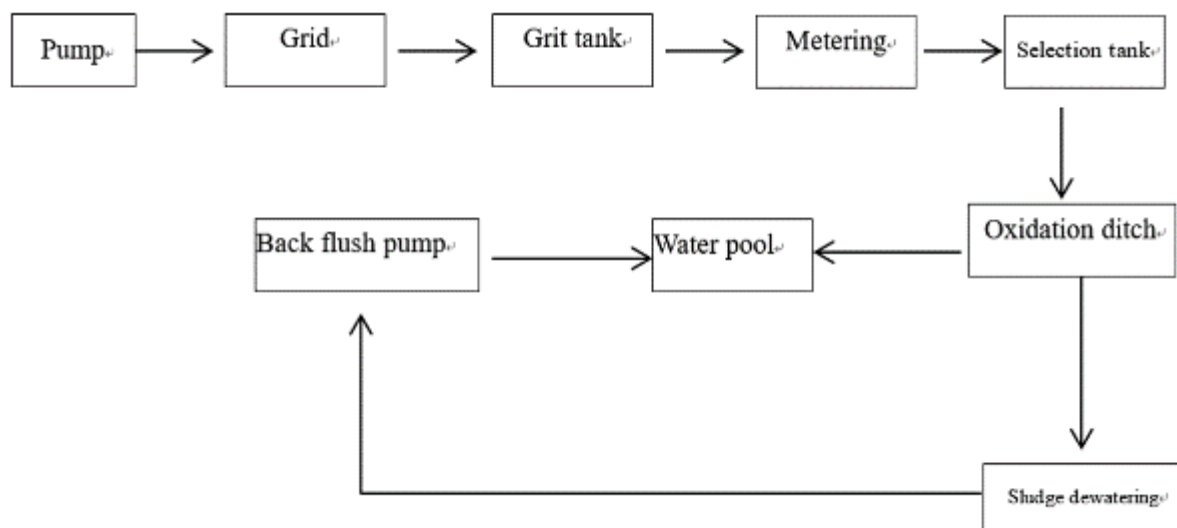 Pump
Grid
Grit tank
Metering
Selection tank
Back flush pump
Water pool
Oxidation ditch
Sludge dewatering